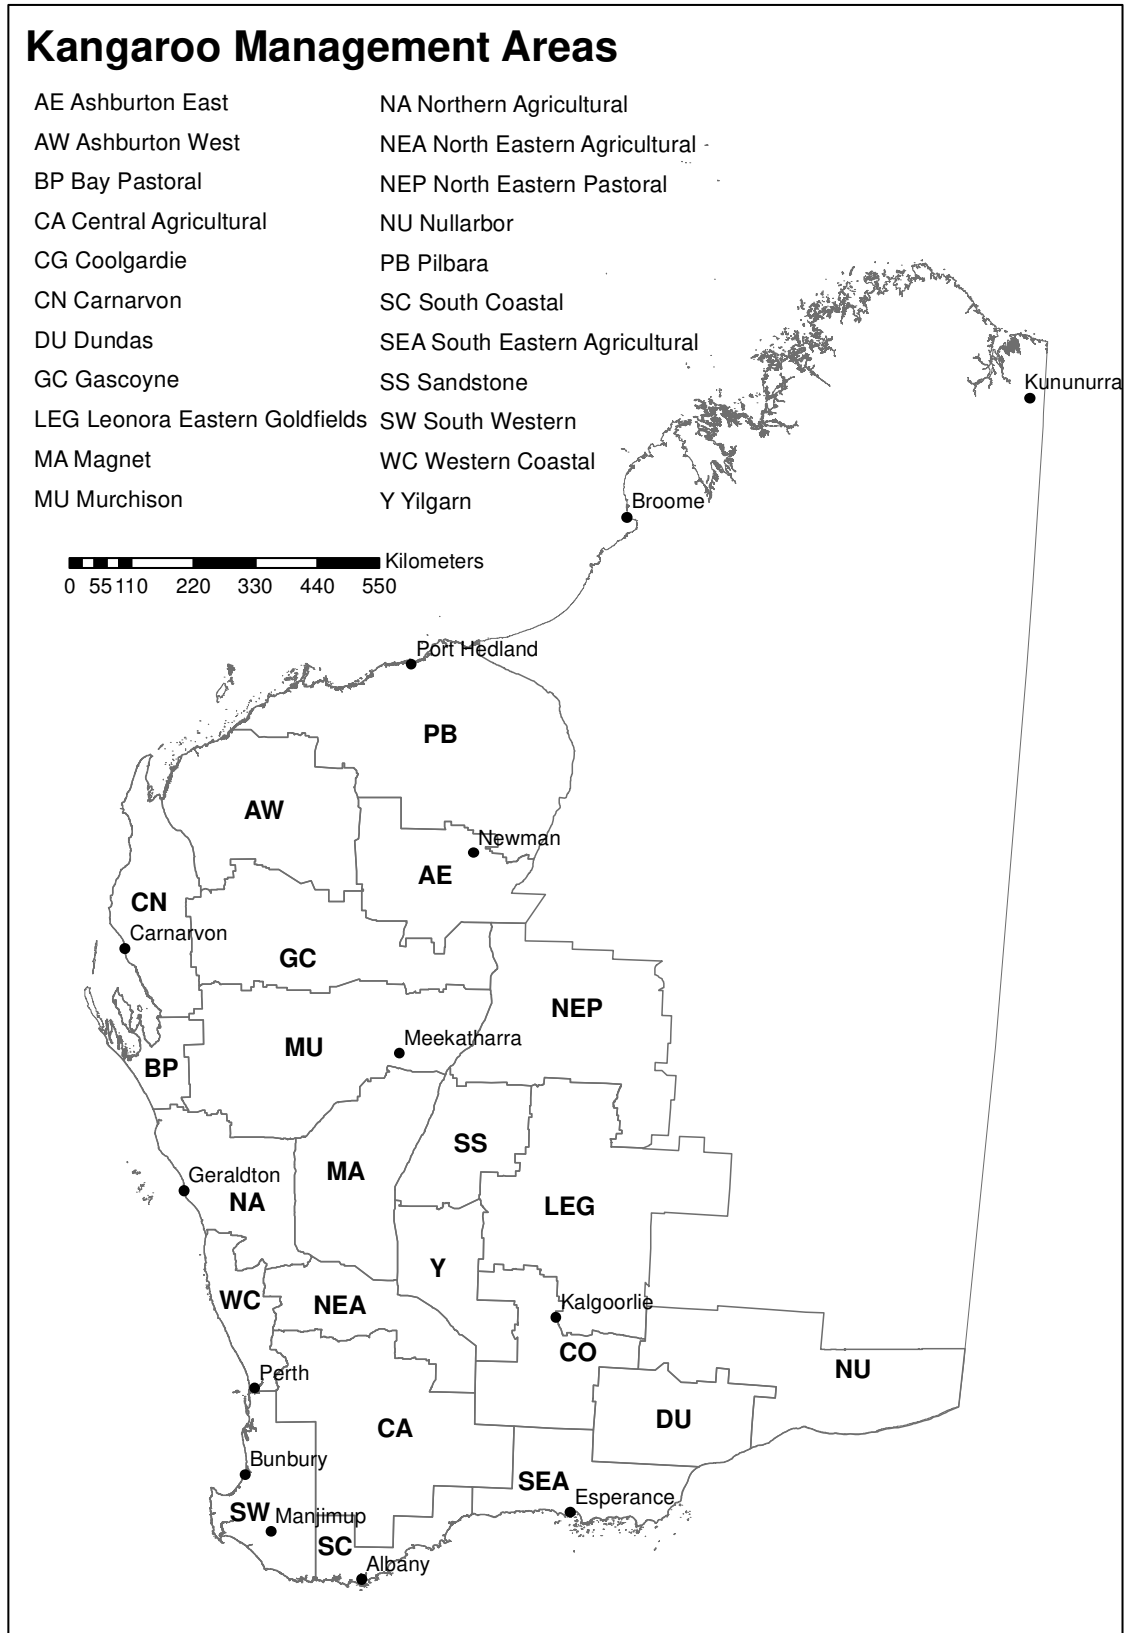 Kangaroo Management Areas
AE Ashburton East
AW Ashburton West
BP Bay Pastoral
CA Central Agricultural
CG Coolgardie
CN Carnarvon
DU Dundas
GC Gascoyne
LEG Leonora Eastern Goldfields
MA Magnet
MU Murchison
NA Northern Agricultural
NEA North Eastern Agricultural
NEP North Eastern Pastoral
NU Nullarbor
PB Pilbara
SC South Coastal
SEA South Eastern Agricultural
SS Sandstone
SW South Western
WC Western Coastal
Y Yilgarn
Kilometers
0 55 110 220 330 440 550
Kununurra
Broome
Port Hedland
PB
AW
Newman
AE
CN
Carnarvon
GC
NEP
Meekatharra
MU
BP
SS
MA
Geraldton
NA
LEG
Y
WC
NEA
Kalgoorlie
CO
NU
Perth
DU
CA
Bunbury
SEA
Esperance
SW
Manjimup
SC
Albany